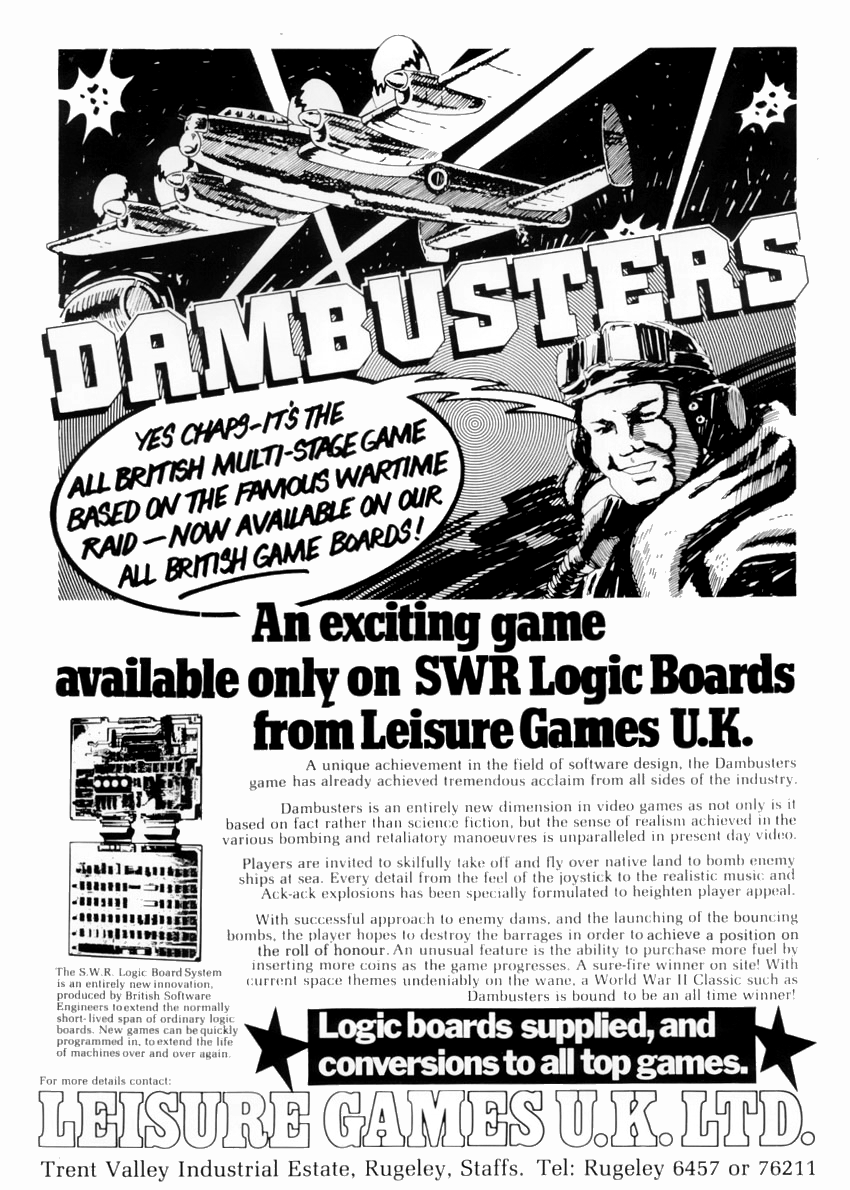 DAMBUSTERS
YES CHAPS-IT'S THE
ALL BRITISH MULTI-STAGE GAME
BASED ON THE FAMOUS WARTIME
RAID - NOW AVAILABLE ON OUR
ALL BRITISH GAME BOARDS!
An exciting game
available only on SWR Logic Boards
from Leisure Games U.K.
A unique achievement in the field of software design, the Dambusters
game has already achieved tremendous acclaim from all sides of the industry.
Dambusters is an entirely new dimension in video games as not only is it
based on fact rather than science fiction, but the sense of realism achieved in the
various bombing and retaliatory manoeuvres is unparalleled in present day video.
Players are invited to skilfully take off and fly over native land to bomb enemy
ships at sea. Every detail from the feel of the joystick to the realistic music and
Ack-ack explosions has been specially formulated to heighten player appeal.
With successful approach to enemy dams, and the launching of the bouncing
bombs, the player hopes to destroy the barrages in order to achieve a position on
the roll of honour. An unusual feature is the ability to purchase more fuel by
inserting more coins as the game progresses. A sure-fire winner on site! With
current space themes undeniably on the wane, a World War II Classic such as
Dambusters is bound to be an all time winner!
The S.W.R. Logic Board System
is an entirely new innovation,
produced by British Software
Engineers to extend the normally
short-lived span of ordinary logic
boards. New games can be quickly
programmed in, to extend the life
of machines over and over again.
Logic boards supplied, and
conversions to all top games.
For more details contact:
LEISURE GAMES U.K. LTD.
Trent Valley Industrial Estate, Rugeley, Staffs. Tel: Rugeley 6457 or 76211